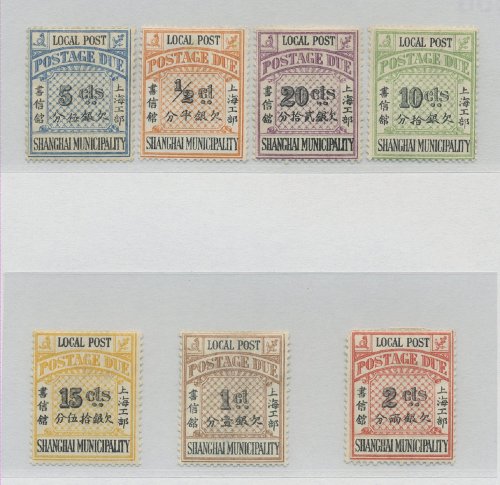 LOCAL POST
POSTAGE DUE
5 cts
上海工部
書信館
欠銀伍分
SHANGHAI MUNICIPALITY
LOCAL POST
POSTAGE DUE
1/2 ct
上海工部
書信館
欠銀半分
SHANGHAI MUNICIPALITY
LOCAL POST
POSTAGE DUE
20 cts
上海工部
書信館
欠銀貳拾分
SHANGHAI MUNICIPALITY
LOCAL POST
POSTAGE DUE
10 cts
上海工部
書信館
欠銀拾分
SHANGHAI MUNICIPALITY
LOCAL POST
POSTAGE DUE
15 cts
上海工部
書信館
欠銀拾伍分
SHANGHAI MUNICIPALITY
LOCAL POST
POSTAGE DUE
1 ct
上海工部
書信館
欠銀壹分
SHANGHAI MUNICIPALITY
LOCAL POST
POSTAGE DUE
2 cts
上海工部
書信館
欠銀兩分
SHANGHAI MUNICIPALITY